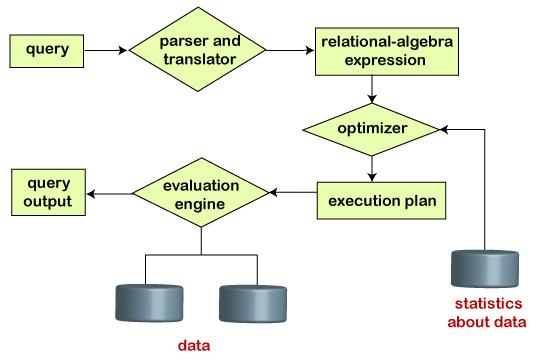 query
parser and
translator
relational-algebra
expression
optimizer
query
output
evaluation
engine
execution plan
statistics
about data
data